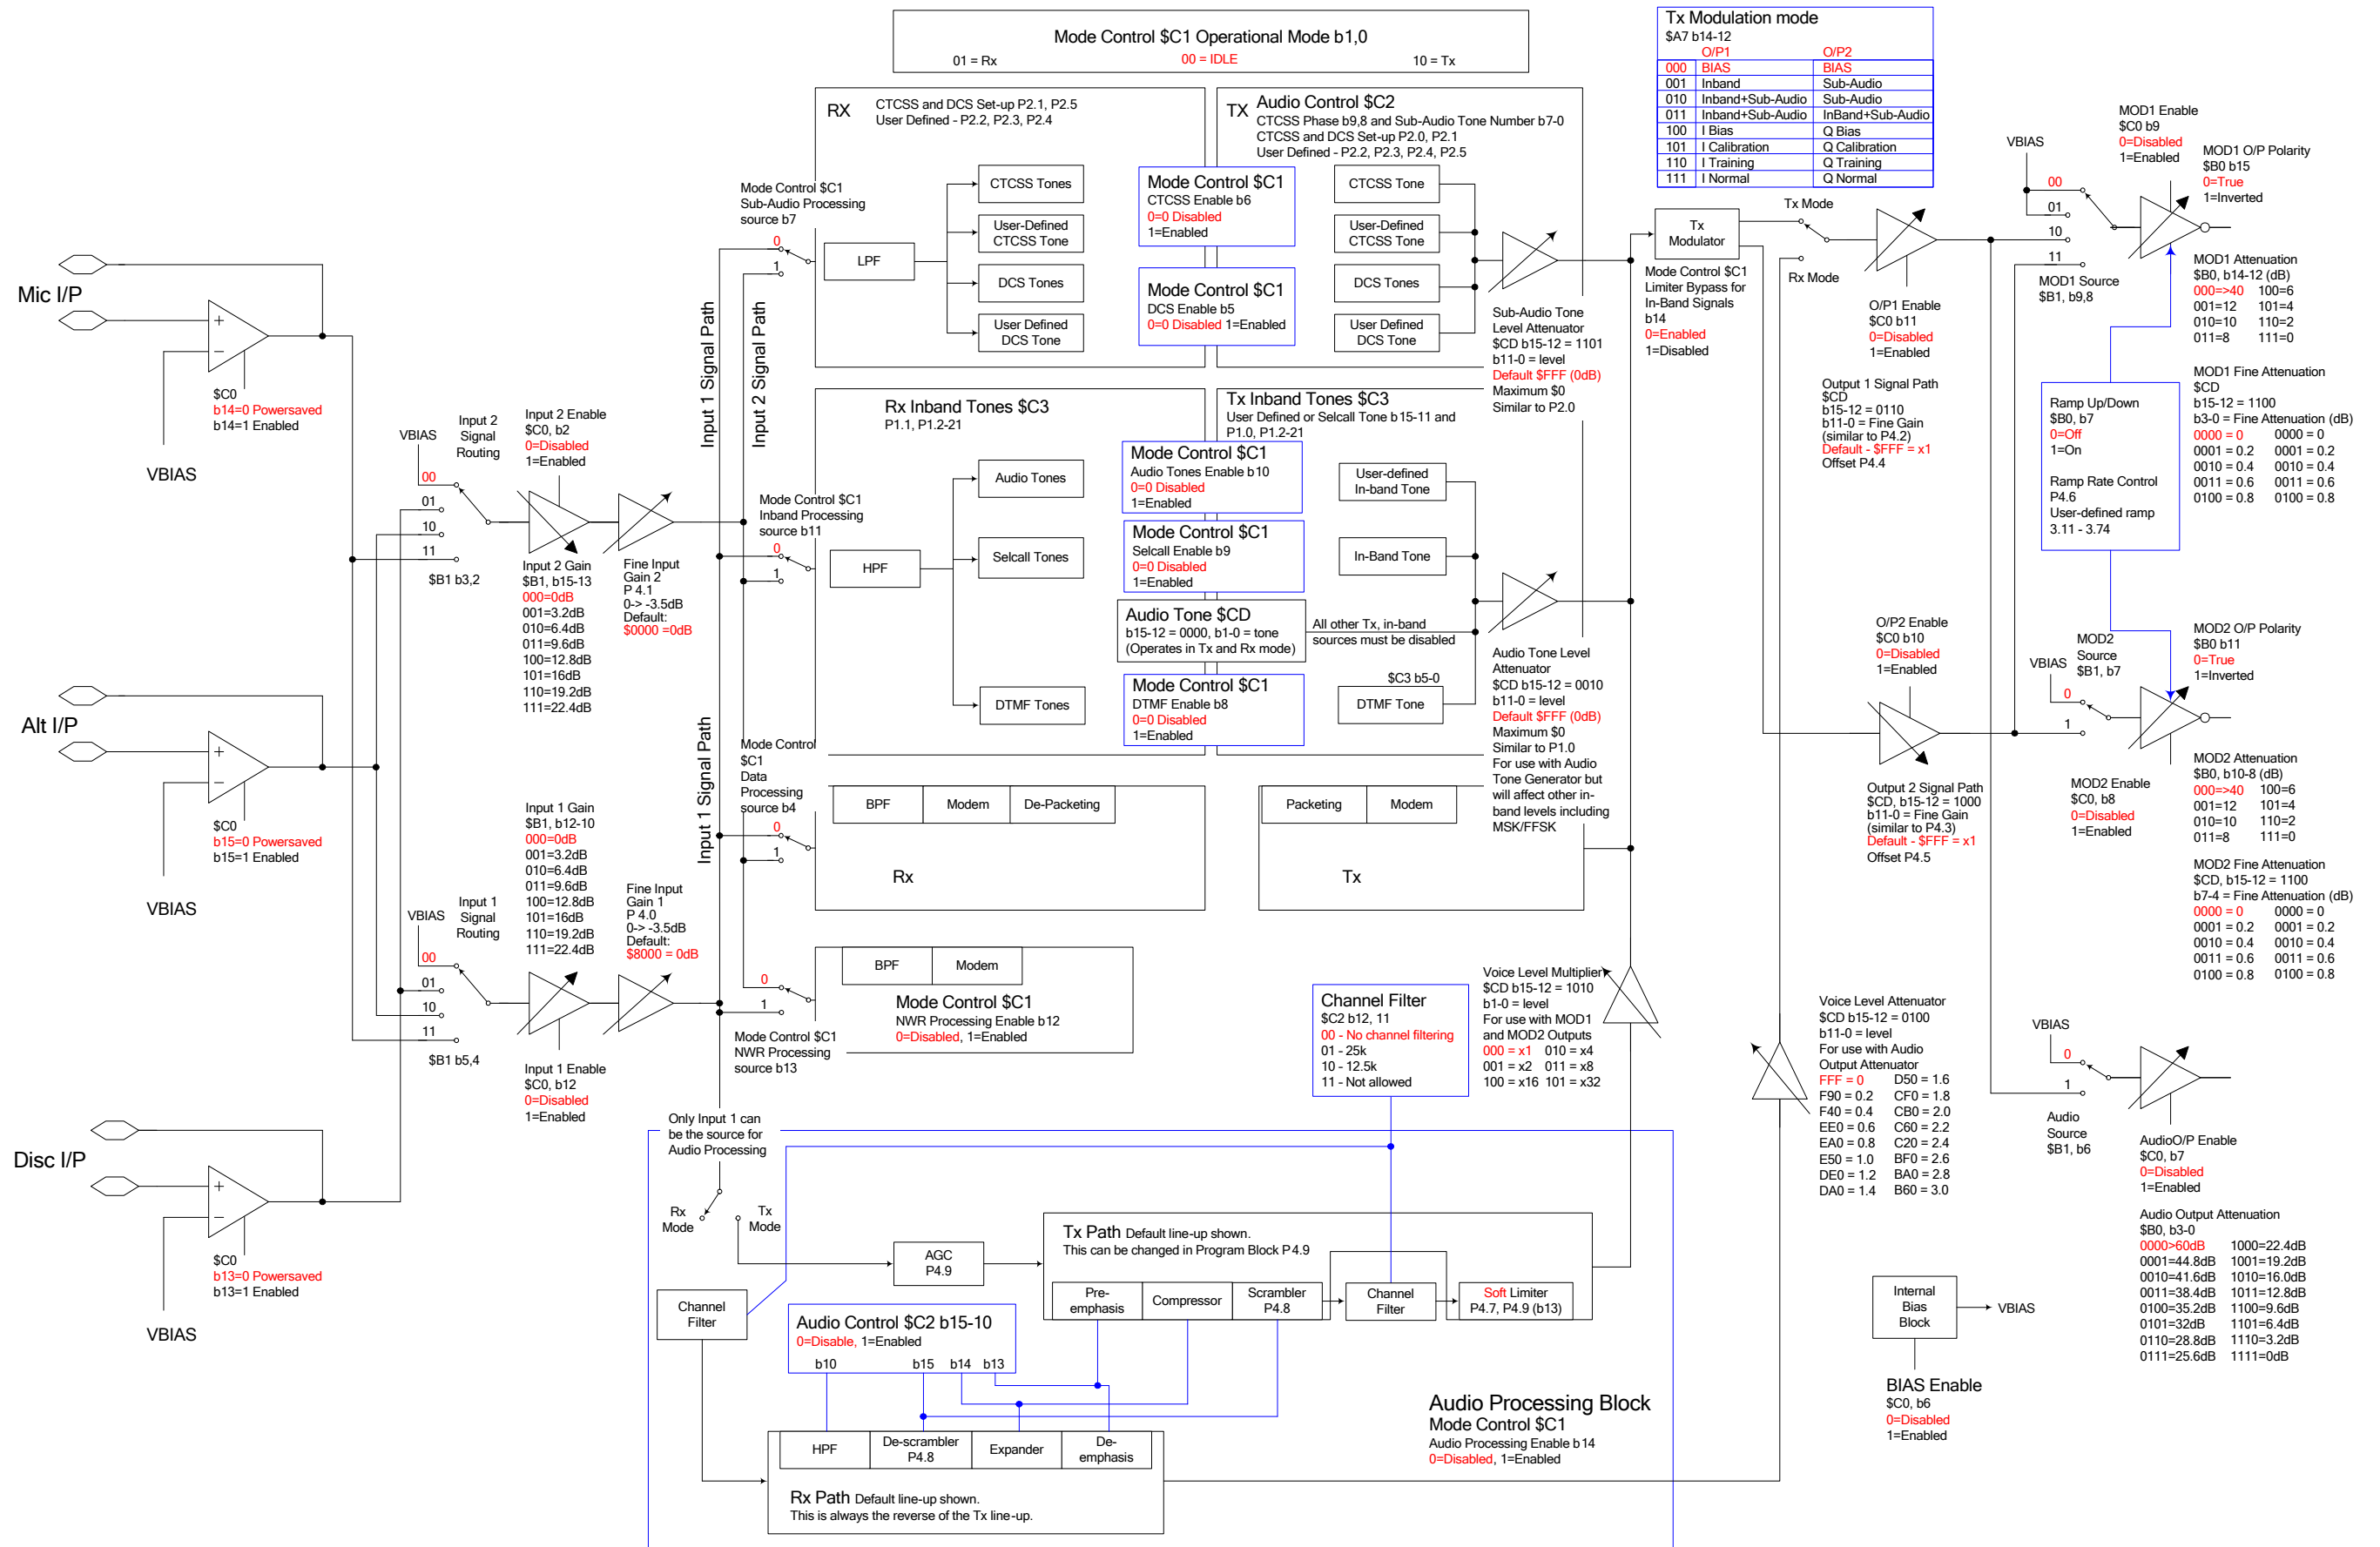 Mode Control $C1 Operational Mode b1,0
01 = Rx
00 = IDLE
10 = Tx
Tx Modulation mode
$A7 b14-12
O/P1 O/P2
000 BIAS BIAS
001 Inband Sub-Audio
010 Inband+Sub-Audio Sub-Audio
011 Inband+Sub-Audio InBand+Sub-Audio
100 I Bias Q Bias
101 I Calibration Q Calibration
110 I Training Q Training
111 I Normal Q Normal
Mic I/P
+
−
VBIAS
$C0
b14=0 Powersaved
b14=1 Enabled
Alt I/P
+
−
VBIAS
$C0
b15=0 Powersaved
b15=1 Enabled
Disc I/P
+
−
VBIAS
$C0
b13=0 Powersaved
b13=1 Enabled
VBIAS
Input 2
Signal
Routing
00
01
10
11
$B1 b3,2
Input 2 Enable
$C0, b2
0=Disabled
1=Enabled
Input 2 Gain
$B1, b15-13
000=0dB
001=3.2dB
010=6.4dB
011=9.6dB
100=12.8dB
101=16dB
110=19.2dB
111=22.4dB
Fine Input
Gain 2
P 4.1
0-> -3.5dB
Default:
$0000 =0dB
VBIAS
Input 1
Signal
Routing
00
01
10
11
$B1 b5,4
Input 1 Gain
$B1, b12-10
000=0dB
001=3.2dB
010=6.4dB
011=9.6dB
100=12.8dB
101=16dB
110=19.2dB
111=22.4dB
Input 1 Enable
$C0, b12
0=Disabled
1=Enabled
Fine Input
Gain 1
P 4.0
0-> -3.5dB
Default:
$8000 = 0dB
Input 1 Signal Path
Input 2 Signal Path
Input 1 Signal Path
Mode Control $C1
Sub-Audio Processing
source b7
0
1
RX
CTCSS and DCS Set-up P2.1, P2.5
User Defined - P2.2, P2.3, P2.4
LPF
CTCSS Tones
User-Defined
CTCSS Tone
DCS Tones
User Defined
DCS Tone
Mode Control $C1
CTCSS Enable b6
0=0 Disabled
1=Enabled
Mode Control $C1
DCS Enable b5
0=0 Disabled 1=Enabled
TX
Audio Control $C2
CTCSS Phase b9,8 and Sub-Audio Tone Number b7-0
CTCSS and DCS Set-up P2.0, P2.1
User Defined - P2.2, P2.3, P2.4, P2.5
CTCSS Tone
User-Defined
CTCSS Tone
DCS Tones
User Defined
DCS Tone
Sub-Audio Tone
Level Attenuator
$CD b15-12 = 1101
b11-0 = level
Default $FFF (0dB)
Maximum $0
Similar to P2.0
Mode Control $C1
Inband Processing
source b11
0
1
Rx Inband Tones $C3
P1.1, P1.2-21
HPF
Audio Tones
Selcall Tones
DTMF Tones
Mode Control $C1
Audio Tones Enable b10
0=0 Disabled
1=Enabled
Mode Control $C1
Selcall Enable b9
0=0 Disabled
1=Enabled
Audio Tone $CD
b15-12 = 0000, b1-0 = tone
(Operates in Tx and Rx mode)
Mode Control $C1
DTMF Enable b8
0=0 Disabled
1=Enabled
Tx Inband Tones $C3
User Defined or Selcall Tone b15-11 and
P1.0, P1.2-21
User-defined
In-band Tone
In-Band Tone
All other Tx, in-band
sources must be disabled
$C3 b5-0
DTMF Tone
Audio Tone Level
Attenuator
$CD b15-12 = 0010
b11-0 = level
Default $FFF (0dB)
Maximum $0
Similar to P1.0
For use with Audio
Tone Generator but
will affect other in-
band levels including
MSK/FFSK
Mode Control
$C1
Data
Processing
source b4
0
1
BPF
Modem
De-Packeting
Rx
Packeting
Modem
Tx
0
1
Mode Control $C1
NWR Processing
source b13
BPF
Modem
Mode Control $C1
NWR Processing Enable b12
0=Disabled, 1=Enabled
Channel Filter
$C2 b12, 11
00 - No channel filtering
01 - 25k
10 - 12.5k
11 - Not allowed
Voice Level Multiplier
$CD b15-12 = 1010
b1-0 = level
For use with MOD1
and MOD2 Outputs
000 = x1 010 = x4
001 = x2 011 = x8
100 = x16 101 = x32
Only Input 1 can
be the source for
Audio Processing
Rx
Mode
Tx
Mode
Channel
Filter
AGC
P4.9
Tx Path Default line-up shown.
This can be changed in Program Block P4.9
Pre-
emphasis
Compressor
Scrambler
P4.8
Channel
Filter
Soft Limiter
P4.7, P4.9 (b13)
Audio Control $C2 b15-10
0=Disable, 1=Enabled
b10 b15 b14 b13
HPF
De-scrambler
P4.8
Expander
De-
emphasis
Rx Path Default line-up shown.
This is always the reverse of the Tx line-up.
Audio Processing Block
Mode Control $C1
Audio Processing Enable b14
0=Disabled, 1=Enabled
Tx
Modulator
Mode Control $C1
Limiter Bypass for
In-Band Signals
b14
0=Enabled
1=Disabled
Tx Mode
Rx Mode
O/P1 Enable
$C0 b11
0=Disabled
1=Enabled
Output 1 Signal Path
$CD
b15-12 = 0110
b11-0 = Fine Gain
(similar to P4.2)
Default - $FFF = x1
Offset P4.4
O/P2 Enable
$C0 b10
0=Disabled
1=Enabled
Output 2 Signal Path
$CD, b15-12 = 1000
b11-0 = Fine Gain
(similar to P4.3)
Default - $FFF = x1
Offset P4.5
Voice Level Attenuator
$CD b15-12 = 0100
b11-0 = level
For use with Audio
Output Attenuator
FFF = 0 D50 = 1.6
F90 = 0.2 CF0 = 1.8
F40 = 0.4 CB0 = 2.0
EE0 = 0.6 C60 = 2.2
EA0 = 0.8 C20 = 2.4
E50 = 1.0 BF0 = 2.6
DE0 = 1.2 BA0 = 2.8
DA0 = 1.4 B60 = 3.0
VBIAS
00
01
10
11
MOD1 Source
$B1, b9,8
MOD1 Enable
$C0 b9
0=Disabled
1=Enabled
MOD1 O/P Polarity
$B0 b15
0=True
1=Inverted
MOD1 Attenuation
$B0, b14-12 (dB)
000=>40 100=6
001=12 101=4
010=10 110=2
011=8 111=0
MOD1 Fine Attenuation
$CD
b15-12 = 1100
b3-0 = Fine Attenuation (dB)
0000 = 0 0000 = 0
0001 = 0.2 0001 = 0.2
0010 = 0.4 0010 = 0.4
0011 = 0.6 0011 = 0.6
0100 = 0.8 0100 = 0.8
Ramp Up/Down
$B0, b7
0=Off
1=On
Ramp Rate Control
P4.6
User-defined ramp
3.11 - 3.74
MOD2
Source
$B1, b7
VBIAS
0
1
MOD2 O/P Polarity
$B0 b11
0=True
1=Inverted
MOD2 Enable
$C0, b8
0=Disabled
1=Enabled
MOD2 Attenuation
$B0, b10-8 (dB)
000=>40 100=6
001=12 101=4
010=10 110=2
011=8 111=0
MOD2 Fine Attenuation
$CD, b15-12 = 1100
b7-4 = Fine Attenuation (dB)
0000 = 0 0000 = 0
0001 = 0.2 0001 = 0.2
0010 = 0.4 0010 = 0.4
0011 = 0.6 0011 = 0.6
0100 = 0.8 0100 = 0.8
VBIAS
0
1
Audio
Source
$B1, b6
AudioO/P Enable
$C0, b7
0=Disabled
1=Enabled
Audio Output Attenuation
$B0, b3-0
0000>60dB 1000=22.4dB
0001=44.8dB 1001=19.2dB
0010=41.6dB 1010=16.0dB
0011=38.4dB 1011=12.8dB
0100=35.2dB 1100=9.6dB
0101=32dB 1101=6.4dB
0110=28.8dB 1110=3.2dB
0111=25.6dB 1111=0dB
Internal
Bias
Block
VBIAS
BIAS Enable
$C0, b6
0=Disabled
1=Enabled